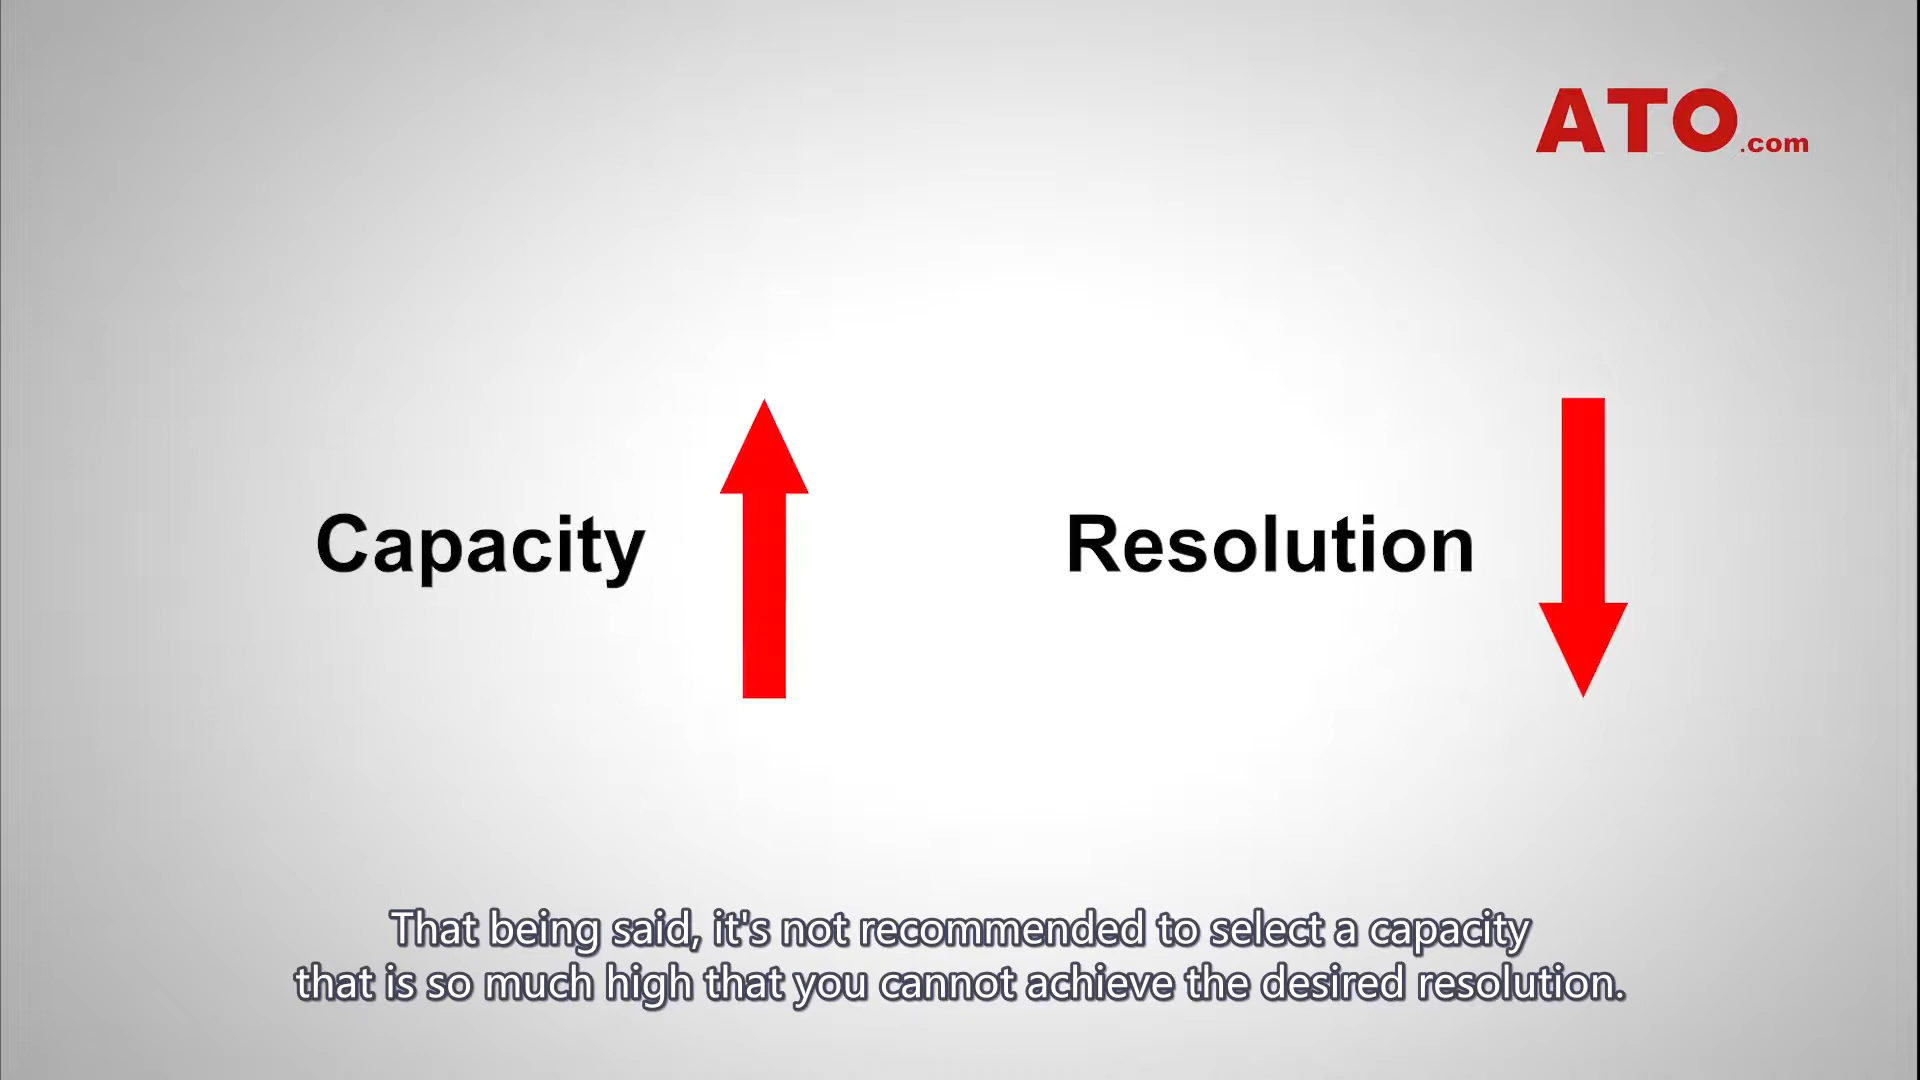 ATO.com
Capacity
Resolution
That being said, it's not recommended to select a capacity
that is so much high that you cannot achieve the desired resolution.